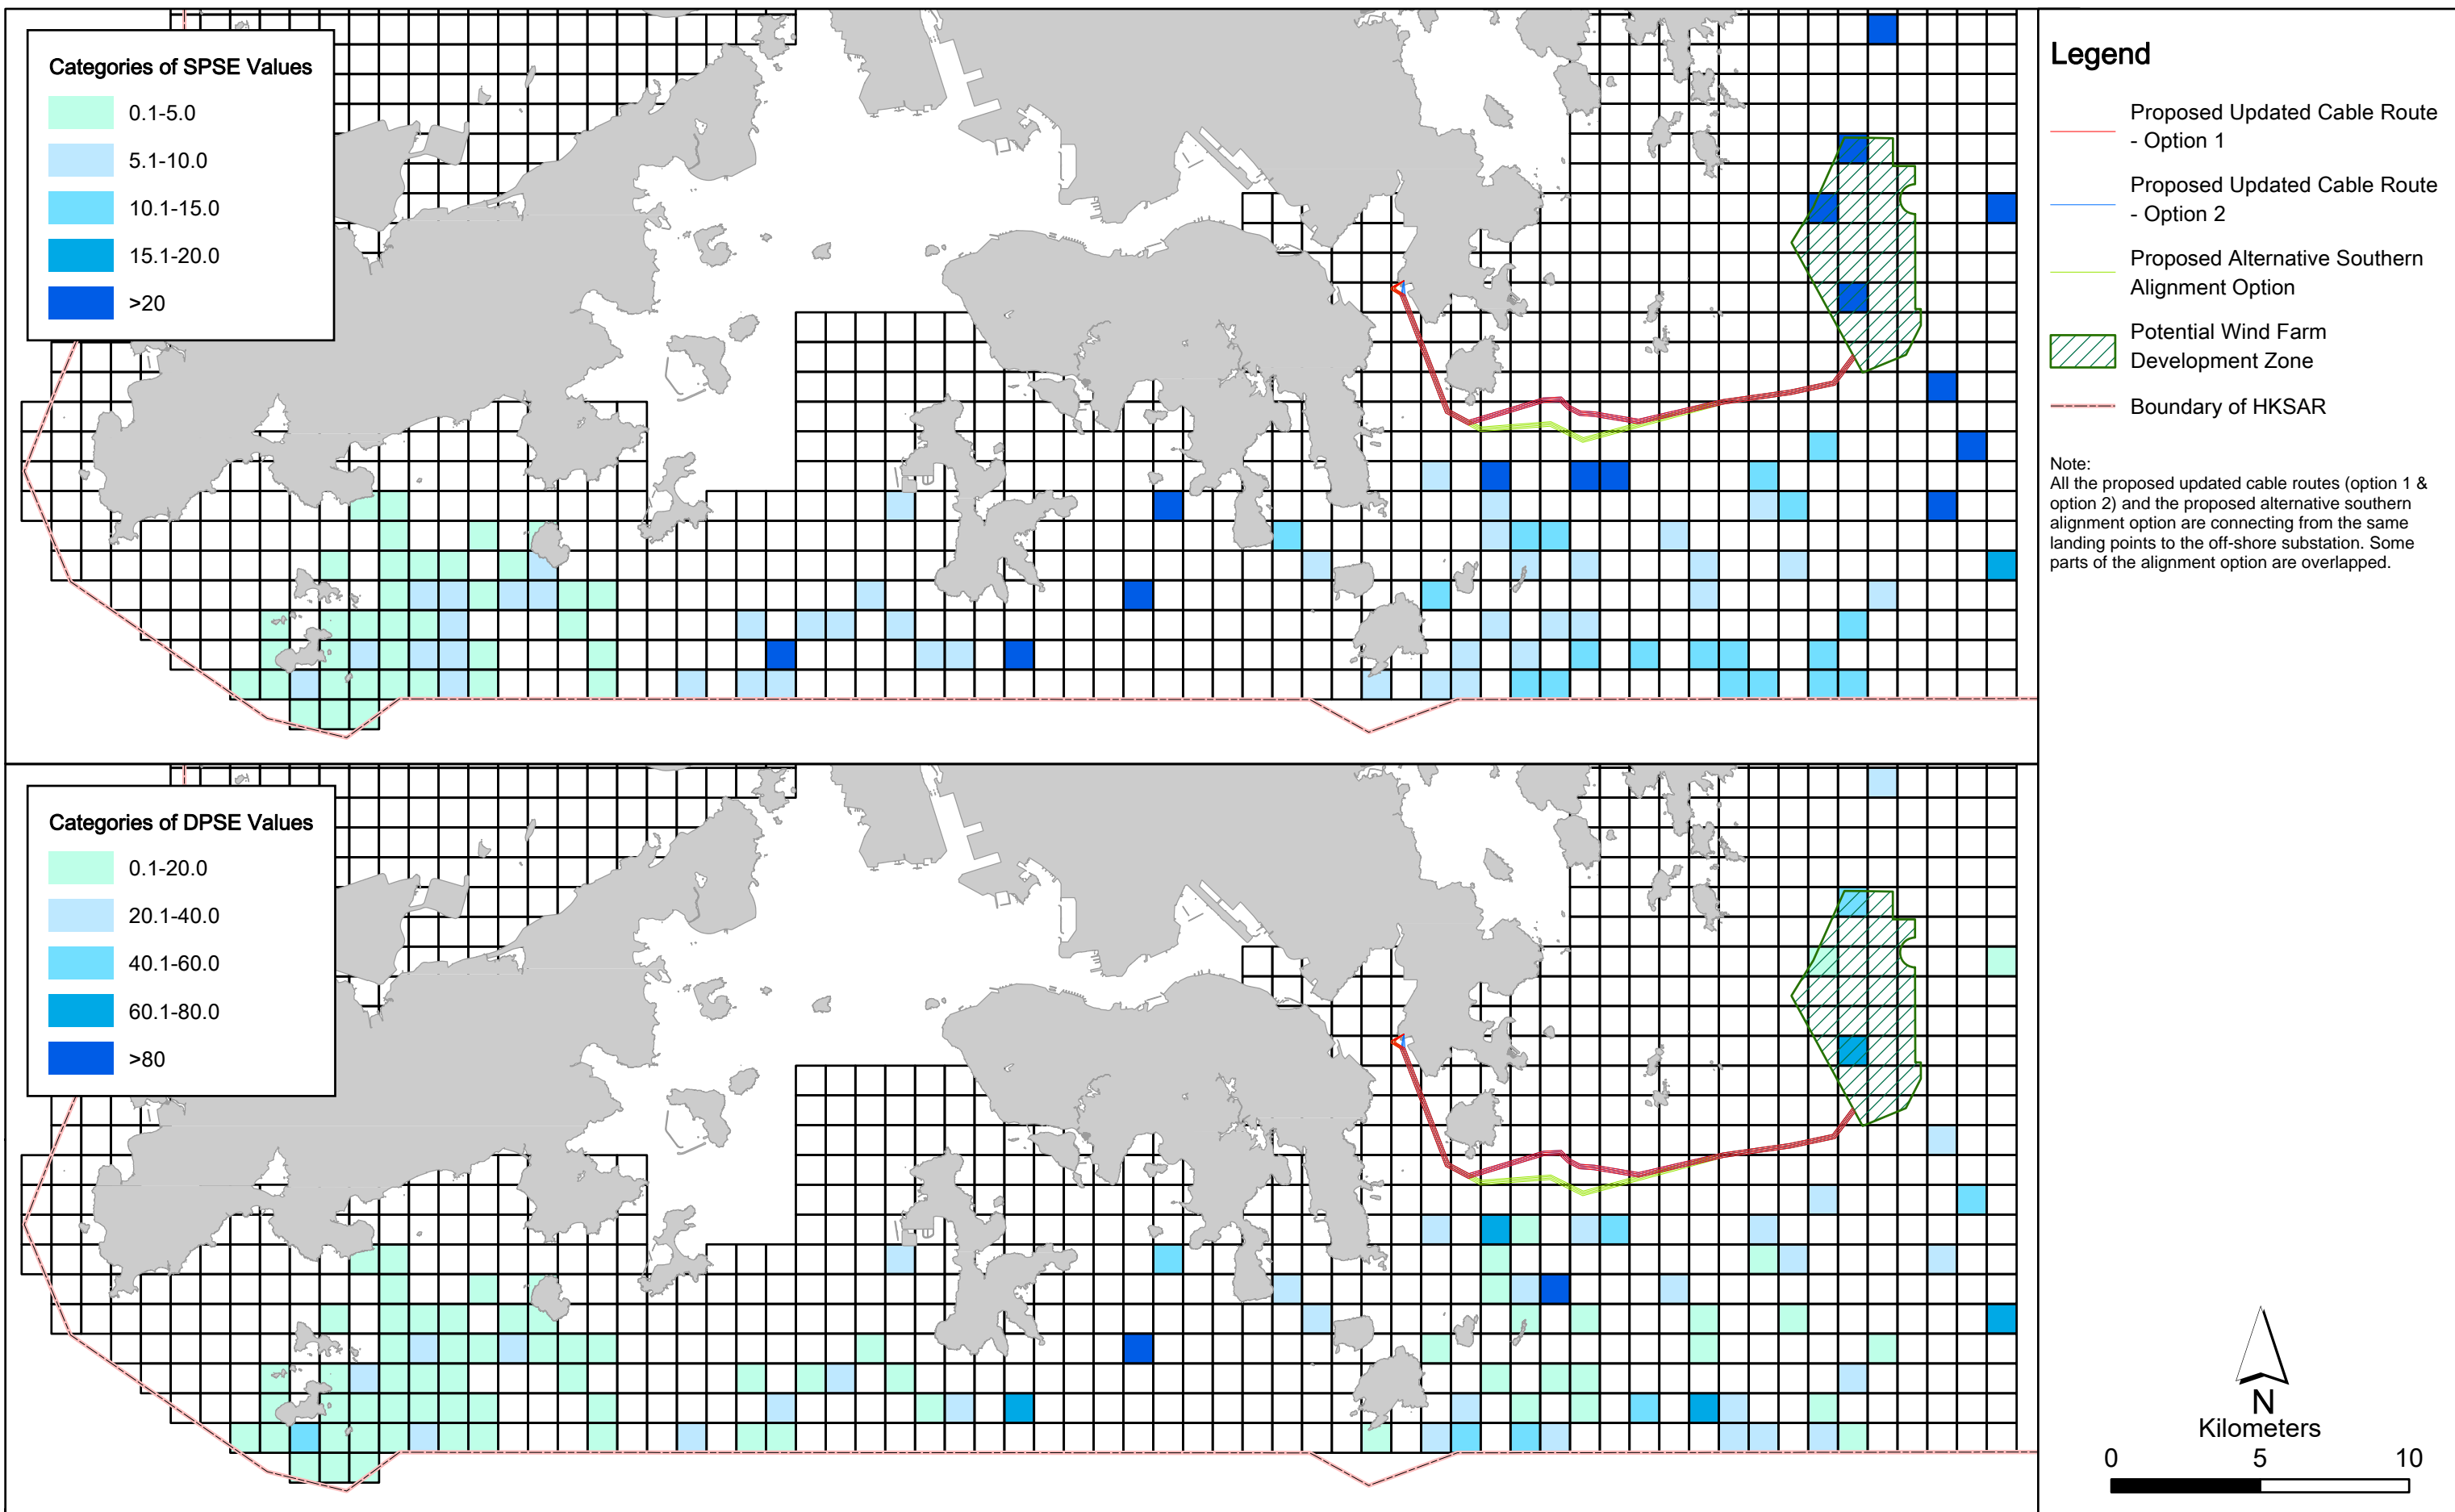 Categories of SPSE Values
0.1-5.0
5.1-10.0
10.1-15.0
15.1-20.0
>20
Legend
Proposed Updated Cable Route
- Option 1
Proposed Updated Cable Route
- Option 2
Proposed Alternative Southern
Alignment Option
Potential Wind Farm
Development Zone
Boundary of HKSAR
Note:
All the proposed updated cable routes (option 1 &
option 2) and the proposed alternative southern
alignment option are connecting from the same
landing points to the off-shore substation. Some
parts of the alignment option are overlapped.
Categories of DPSE Values
0.1-20.0
20.1-40.0
40.1-60.0
60.1-80.0
>80
N
Kilometers
0 5 10